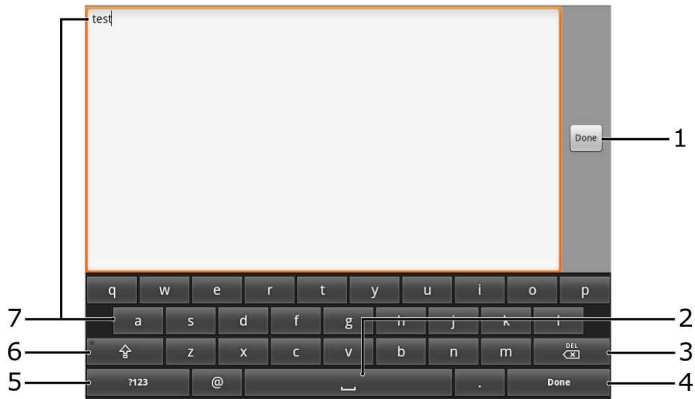 test
Done
1
q w e r t y u i o p
7 a s d f g h j k l 2
6 z x c v b n m DEL 3
5 ?123 @ . Done 4